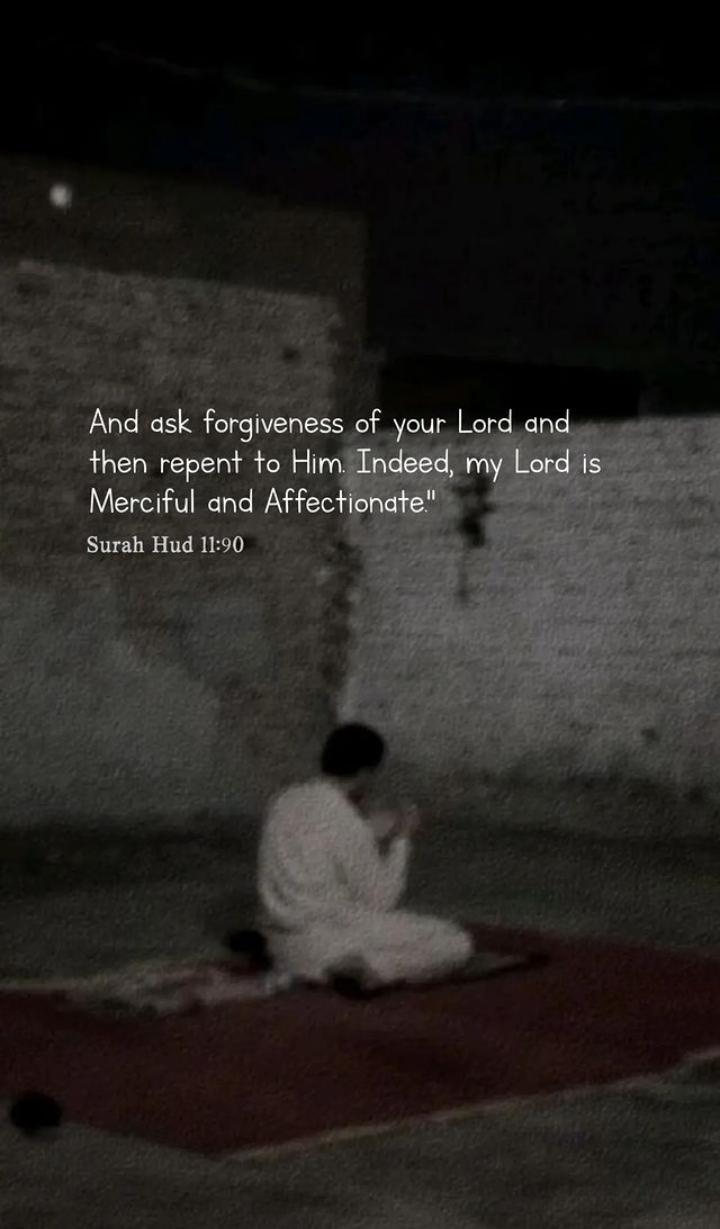 And ask forgiveness of your Lord and
then repent to Him. Indeed, my Lord is
Merciful and Affectionate."
Surah Hud 11:90